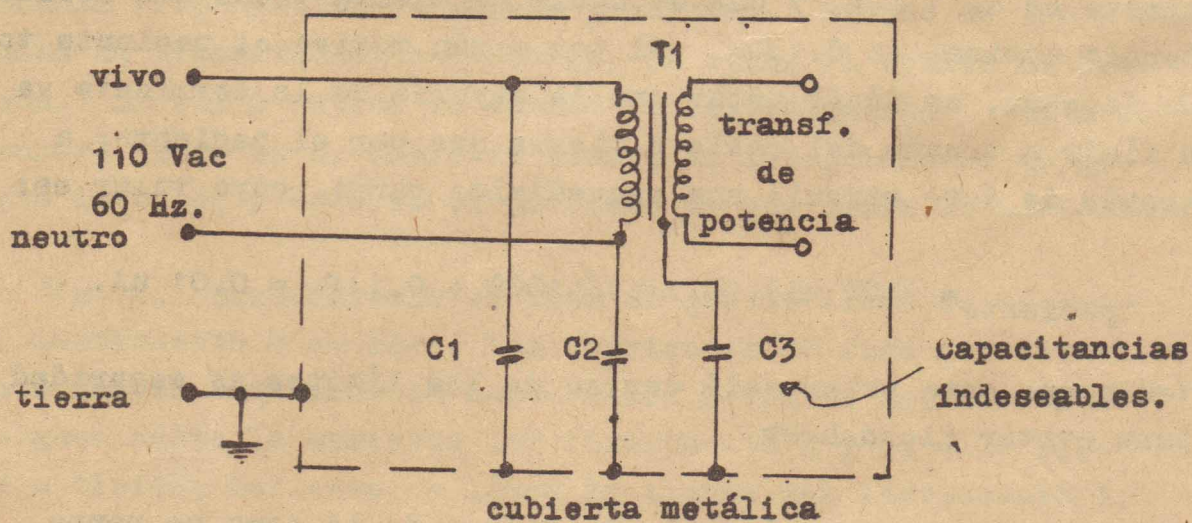 T1
vivo
transf.
110 Vac
de
60 Hz.
potencia
neutro
C1
C2
C3
Capacitancias
indeseables.
tierra
cubierta metálica